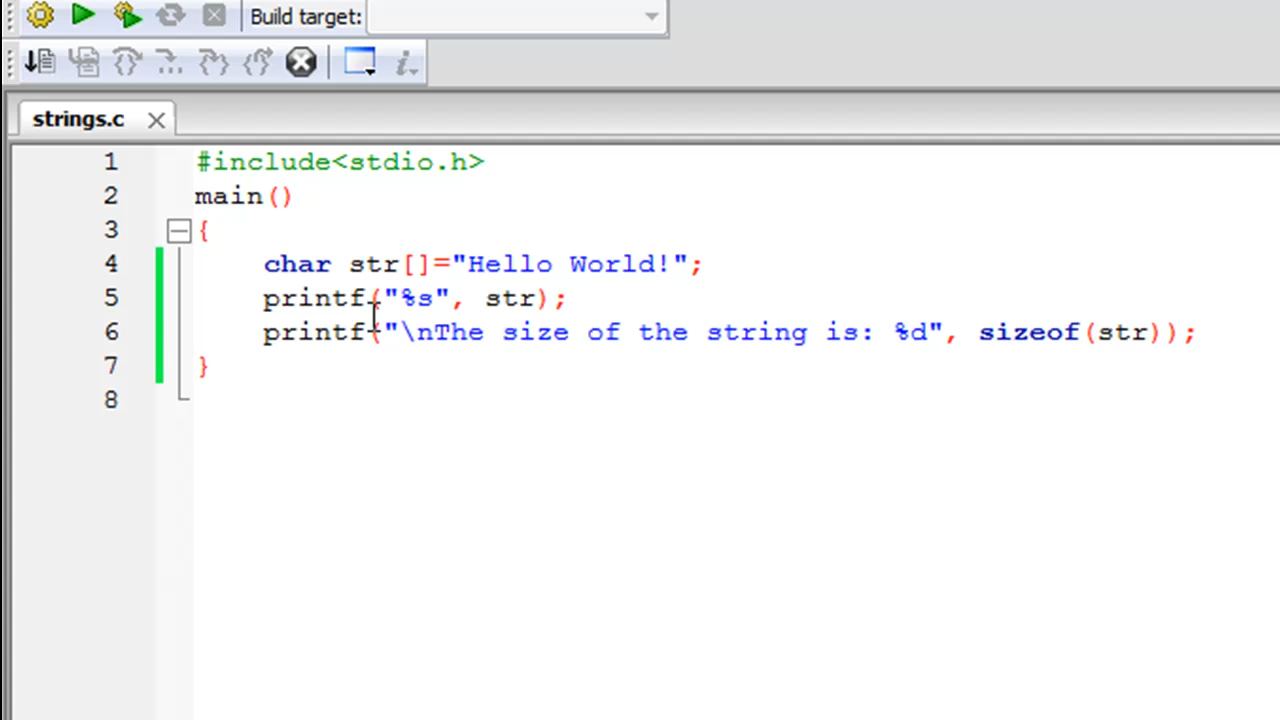 Build target:
strings.c
1 #include<stdio.h>
2 main()
3 {
4 char str[]="Hello World!";
5 printf("%s", str);
6 printf("\nThe size of the string is: %d", sizeof(str));
7 }
8